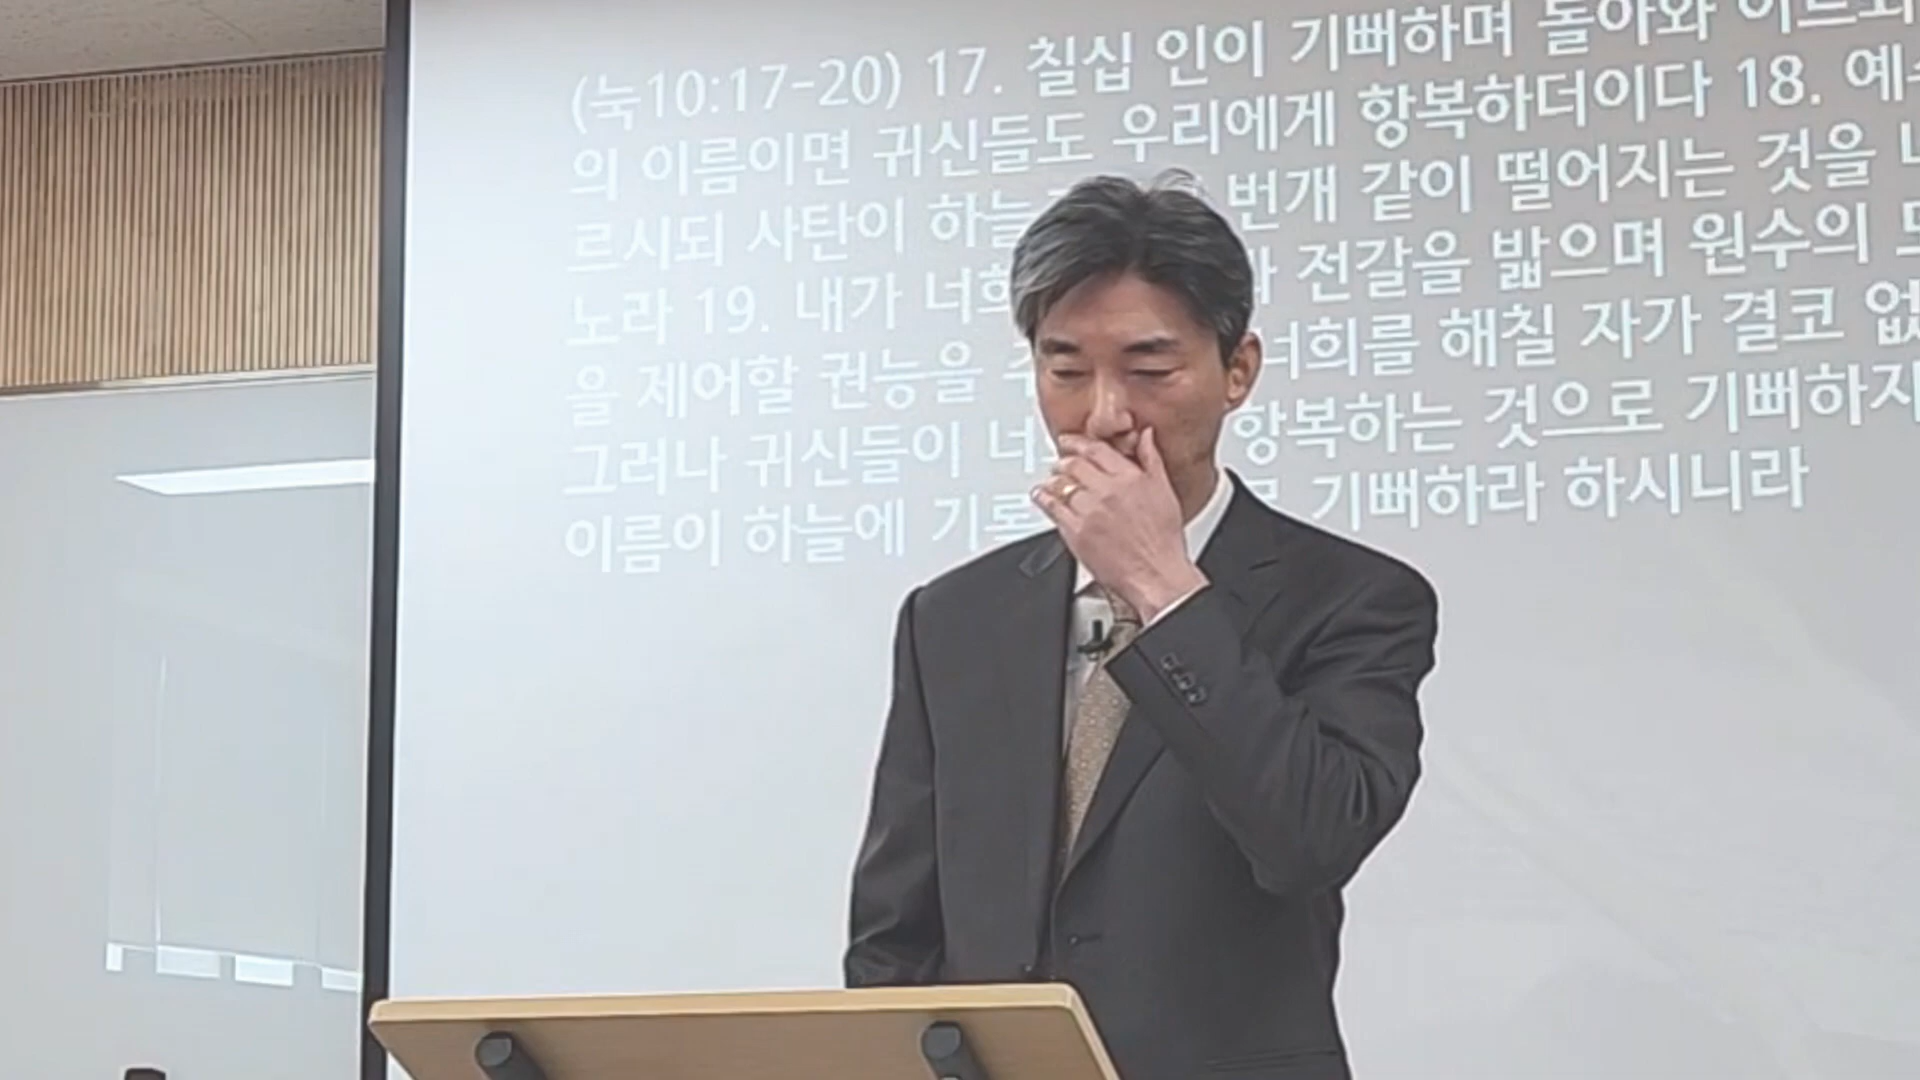 (눅10:17-20) 17. 칠십 인이 기뻐하며 돌아와 이르되
의 이름이면 귀신들도 우리에게 항복하더이다 18. 예수
르시되 사탄이 하늘 번개 같이 떨어지는 것을
노라 19. 내가 너희 전갈을 밟으며 원수의
을 제어할 권능을 너희를 해칠 자가 결코 없
그러나 귀신들이 항복하는 것으로 기뻐하지
이름이 하늘에 기록 기뻐하라 하시니라